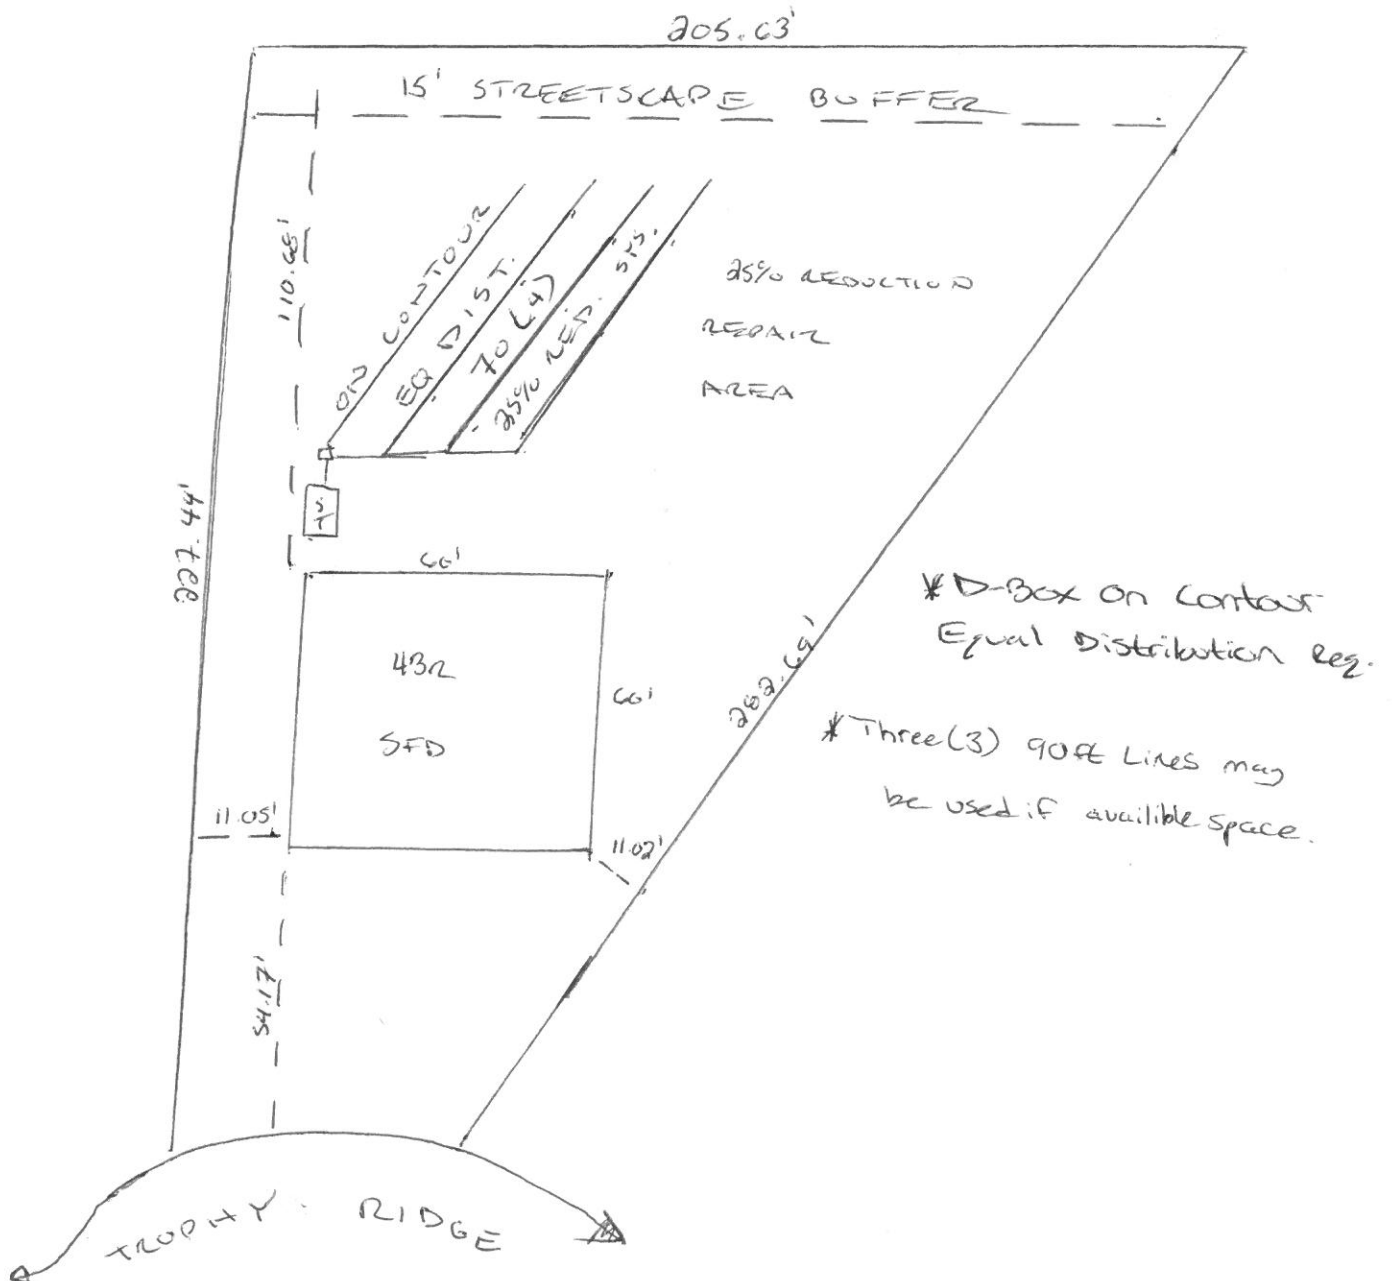 205.63'
15' STREETSCAPE BUFFER
110.68'
ON CONTOUR
EQ DIST.
70 (4)
25% RED. SYS.
25% REDUCTION
REPAIR
AREA
227.44'
ST
60'
4BR
SFD
60'
282.69'
* D-Box on Contour
Equal Distribution Req.
* Three (3) 90ft Lines may
be used if availible space.
11.05'
11.02'
54.17'
TROPHY RIDGE